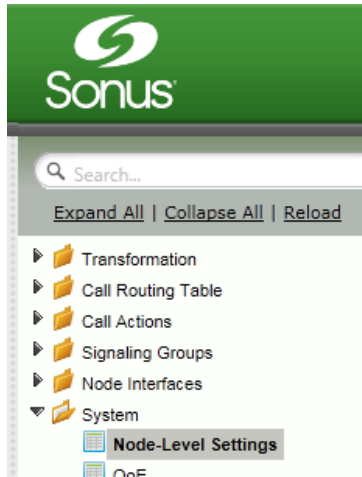 Sonus
Search...
Expand All | Collapse All | Reload
Transformation
Call Routing Table
Call Actions
Signaling Groups
Node Interfaces
System
Node-Level Settings
QoE